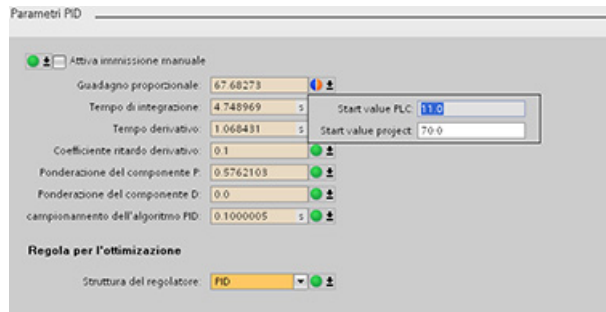 Parametri PID
Attiva immissione manuale
Guadagno proporzionale: 67.68273
Tempo di integrazione: 4.748969 s
Start value PLC: 11.0
Tempo derivativo: 1.068431 s
Start value project: 70.0
Coefficiente ritardo derivativo: 0.1
Ponderazione del componente P: 0.5762103
Ponderazione del componente D: 0.0
campionamento dell'algoritmo PID: 0.1000005 s
Regola per l'ottimizazione
Struttura del regolatore: PID